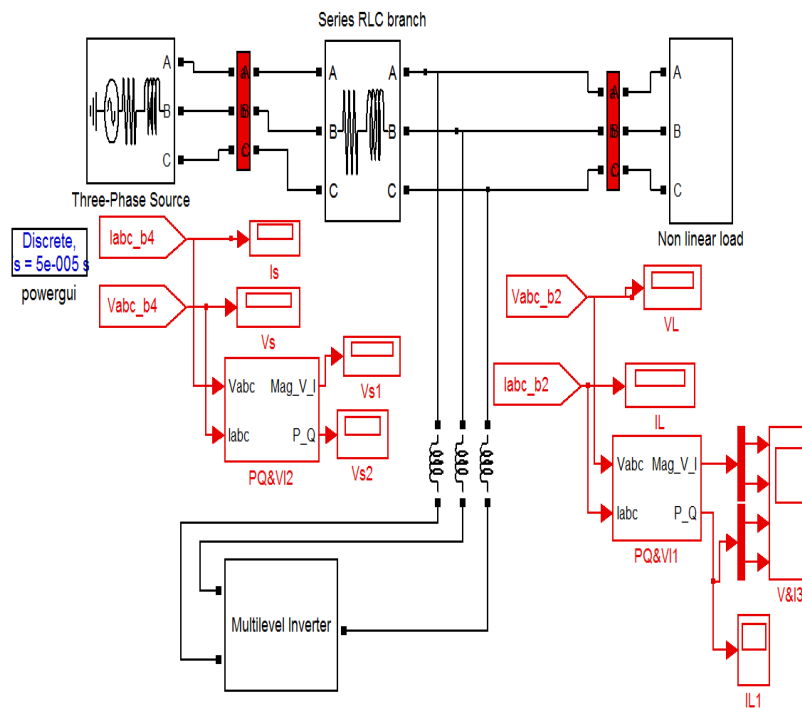 Series RLC branch
A
B
C
A
B
C
A
B
C
A
B
C
A
B
C
A
B
C
Three-Phase Source
Non linear load
Discrete,
s = 5e-005 s
powergui
Iabc_b4
Is
Vabc_b4
Vs
Vabc
Mag_V_I
Iabc
P_Q
PQ&VI2
Vs1
Vs2
Vabc_b2
VL
Iabc_b2
IL
Vabc
Mag_V_I
Iabc
P_Q
PQ&VI1
V&I3
IL1
Multilevel Inverter